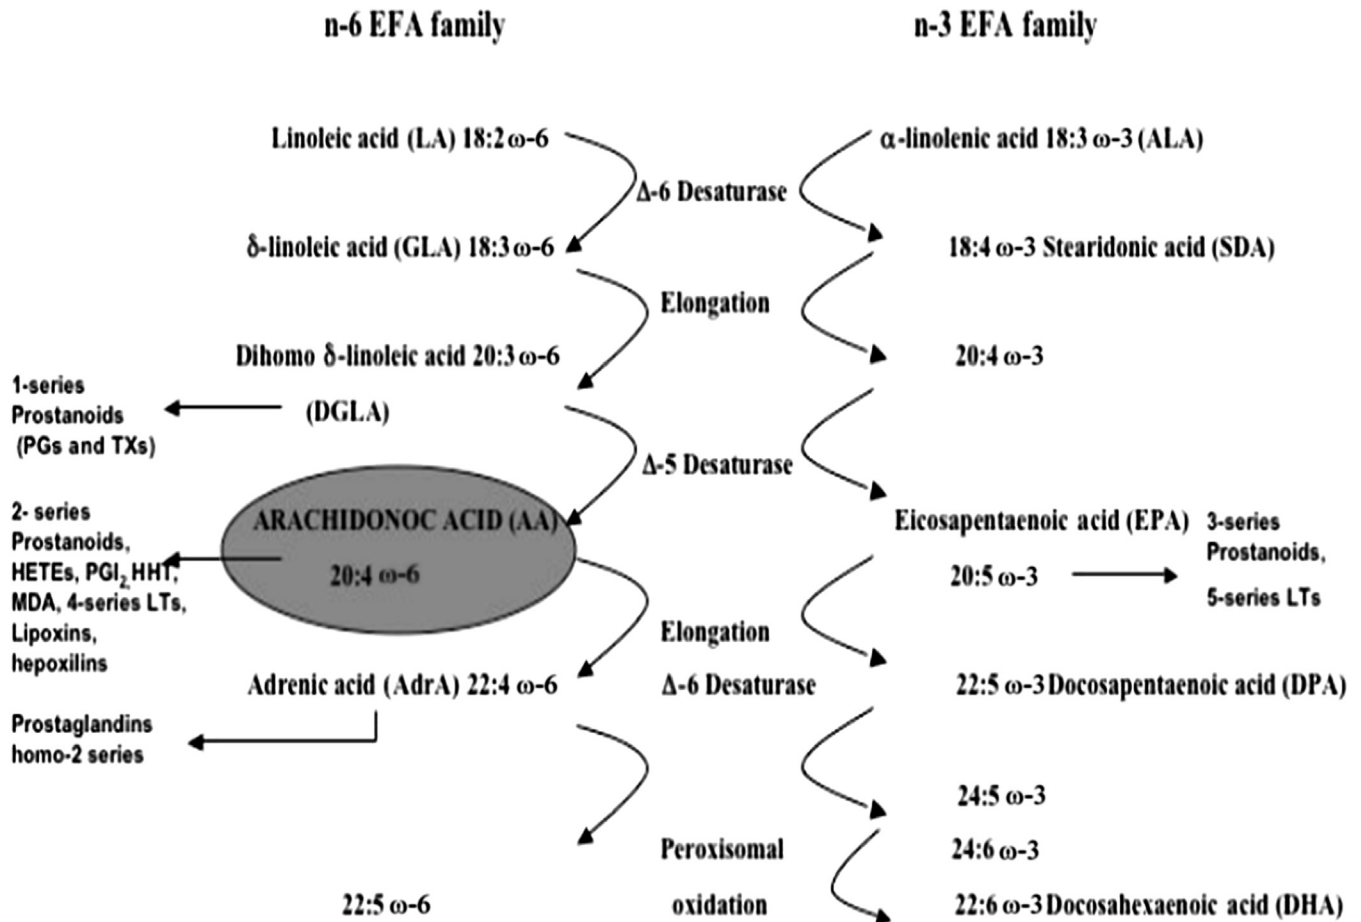 n-6 EFA family
n-3 EFA family
Linoleic acid (LA) 18:2 ω-6
α-linolenic acid 18:3 ω-3 (ALA)
Δ-6 Desaturase
δ-linoleic acid (GLA) 18:3 ω-6
18:4 ω-3 Stearidonic acid (SDA)
Elongation
Dihomo δ-linoleic acid 20:3 ω-6
20:4 ω-3
1-series
Prostanoids
(PGs and TXs)
(DGLA)
Δ-5 Desaturase
ARACHIDONOC ACID (AA)
20:4 ω-6
2- series
Prostanoids,
HETEs, PGI2 HHT,
MDA, 4-series LTs,
Lipoxins,
hepoxilins
Eicosapentaenoic acid (EPA)
20:5 ω-3
3-series
Prostanoids,
5-series LTs
Elongation
Adrenic acid (AdrA) 22:4 ω-6
Δ-6 Desaturase
22:5 ω-3 Docosapentaenoic acid (DPA)
Prostaglandins
homo-2 series
24:5 ω-3
Peroxisomal
24:6 ω-3
22:5 ω-6
oxidation
22:6 ω-3 Docosahexaenoic acid (DHA)